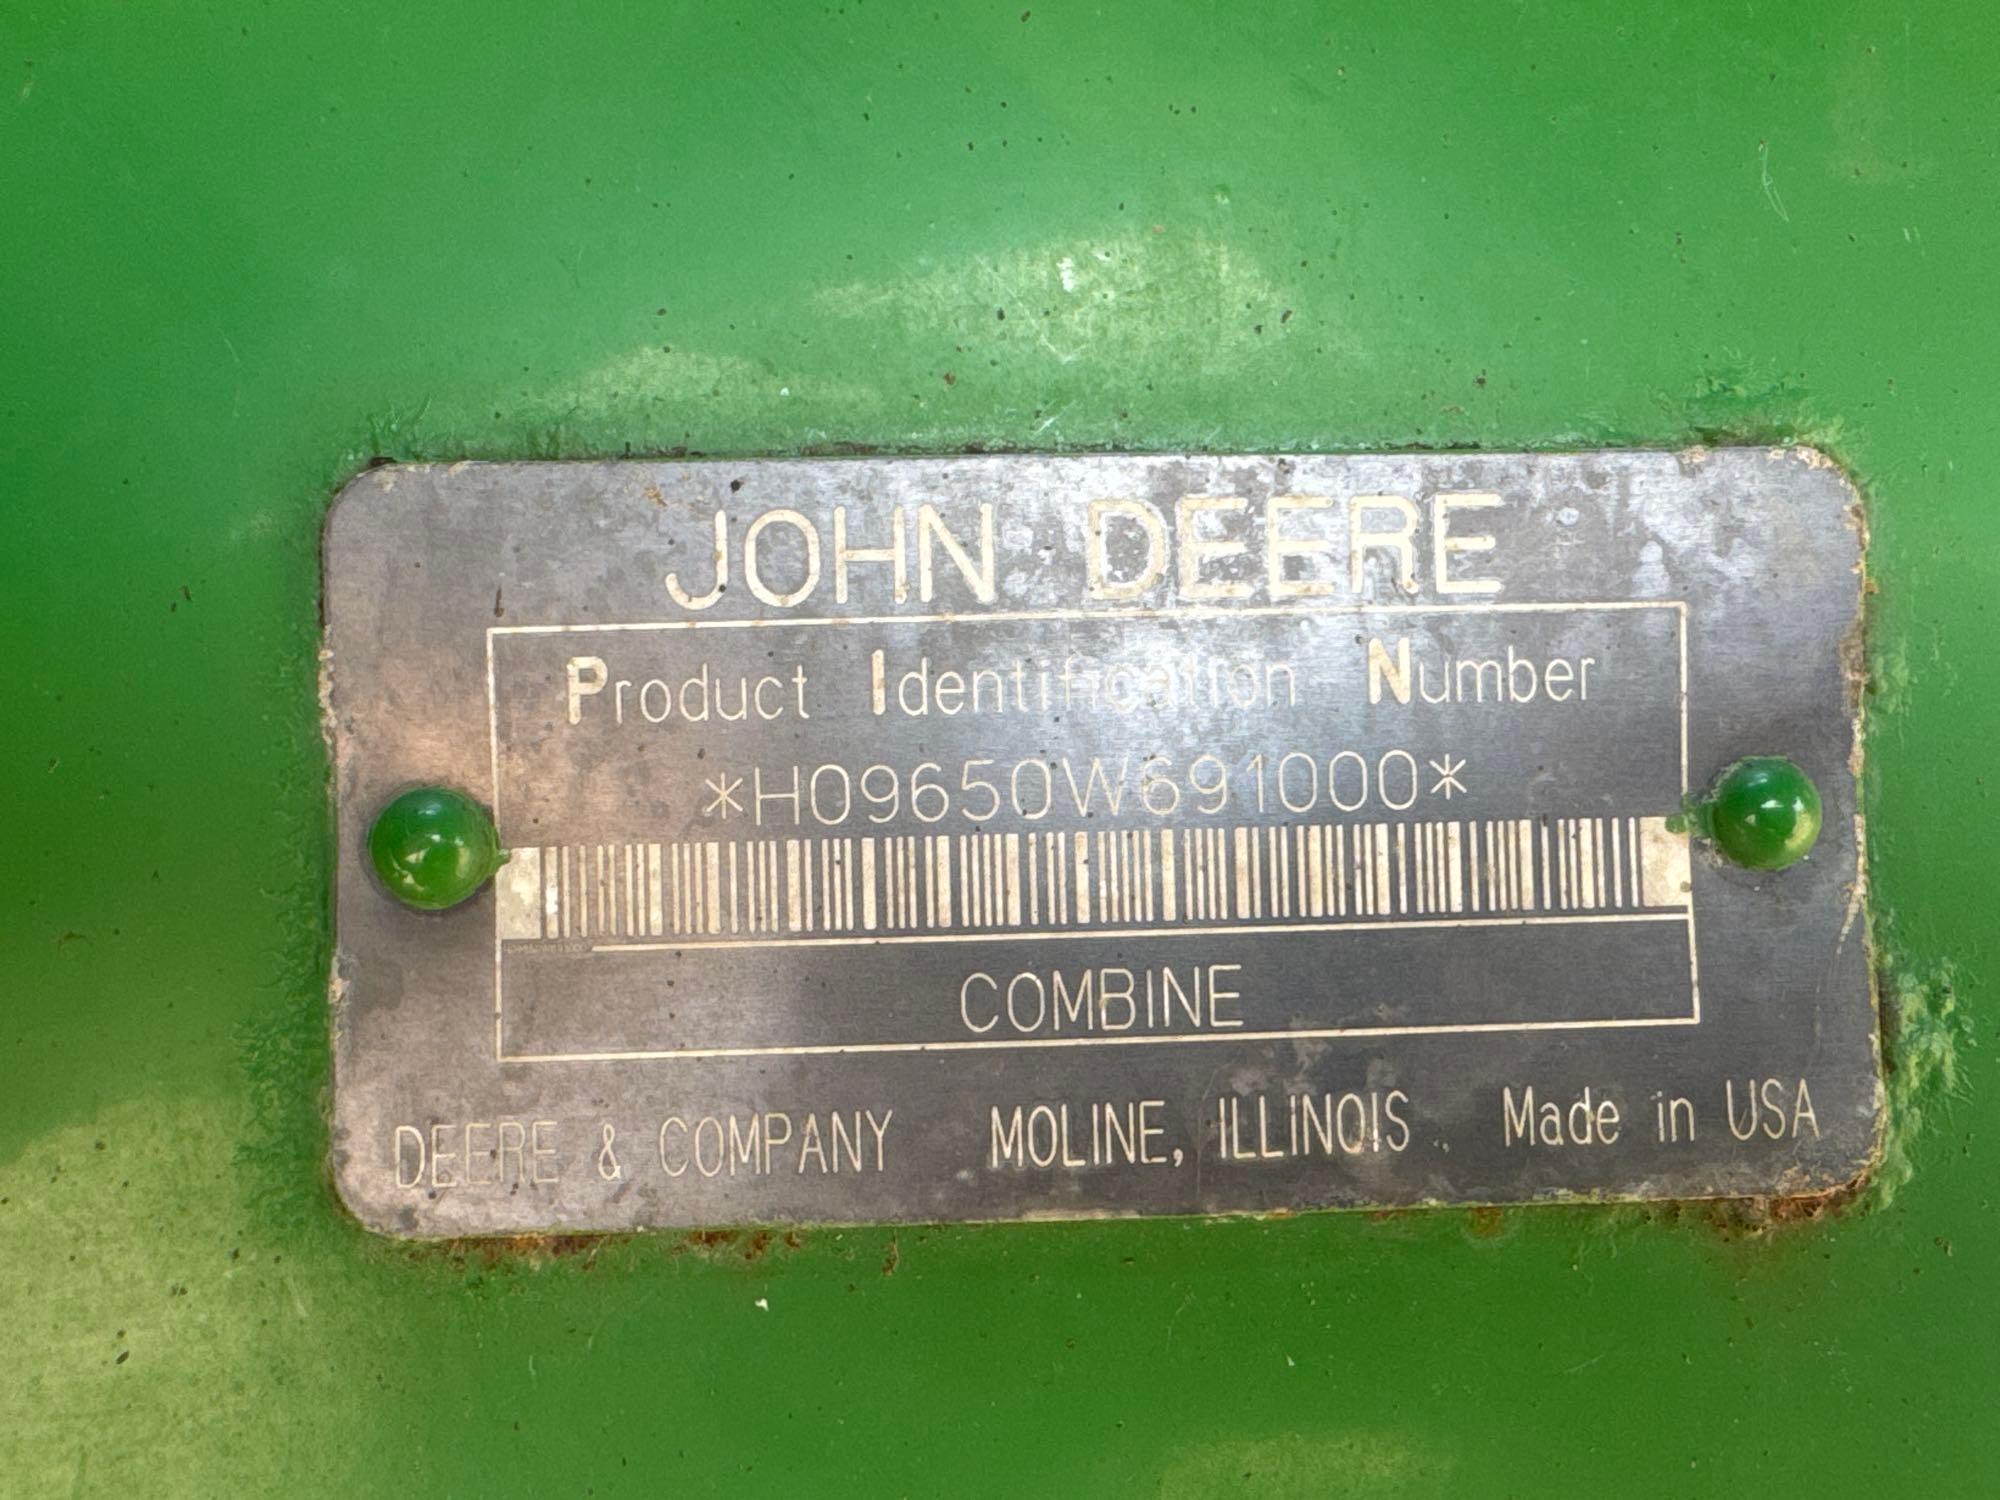 JOHN DEERE
Product Identification Number
*H09650W691000*
COMBINE
DEERE & COMPANY MOLINE, ILLINOIS Made in USA